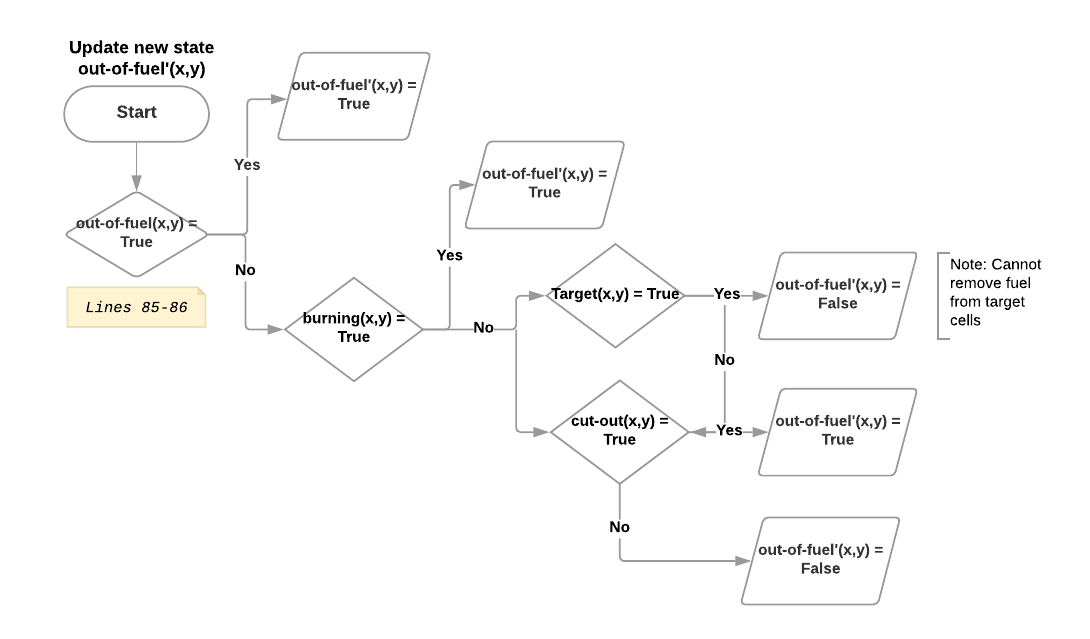 Update new state
out-of-fuel'(x,y)
Start
out-of-fuel'(x,y) =
True
Yes
out-of-fuel(x,y) =
True
No
Lines 85-86
burning(x,y) =
True
Yes
out-of-fuel'(x,y) =
True
No
Target(x,y) = True
Yes
out-of-fuel'(x,y) =
False
Note: Cannot
remove fuel
from target
cells
No
cut-out(x,y) =
True
Yes
out-of-fuel'(x,y) =
True
No
out-of-fuel'(x,y) =
False